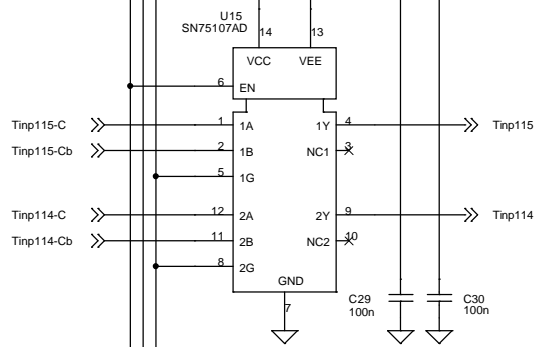 U15
SN75107AD
14 13
VCC VEE
6 EN
Tinp115-C 1 1A 1Y 4 Tinp115
Tinp115-Cb 2 1B NC1 3
5 1G
Tinp114-C 12 2A 2Y 9 Tinp114
Tinp114-Cb 11 2B NC2 10
8 2G
GND
7
C29 C30
100n 100n